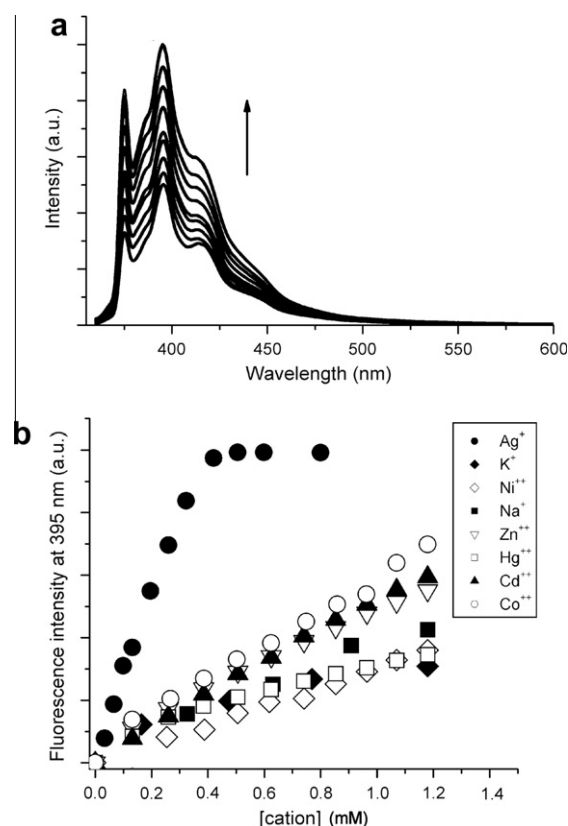 a
Intensity (a.u.)
400 450 500 550 600
Wavelength (nm)
b
Fluorescence intensity at 395 nm (a.u.)
Ag⁺
K⁺
Ni⁺⁺
Na⁺
Zn⁺⁺
Hg⁺⁺
Cd⁺⁺
Co⁺⁺
0.0 0.2 0.4 0.6 0.8 1.0 1.2 1.4
[cation] (mM)